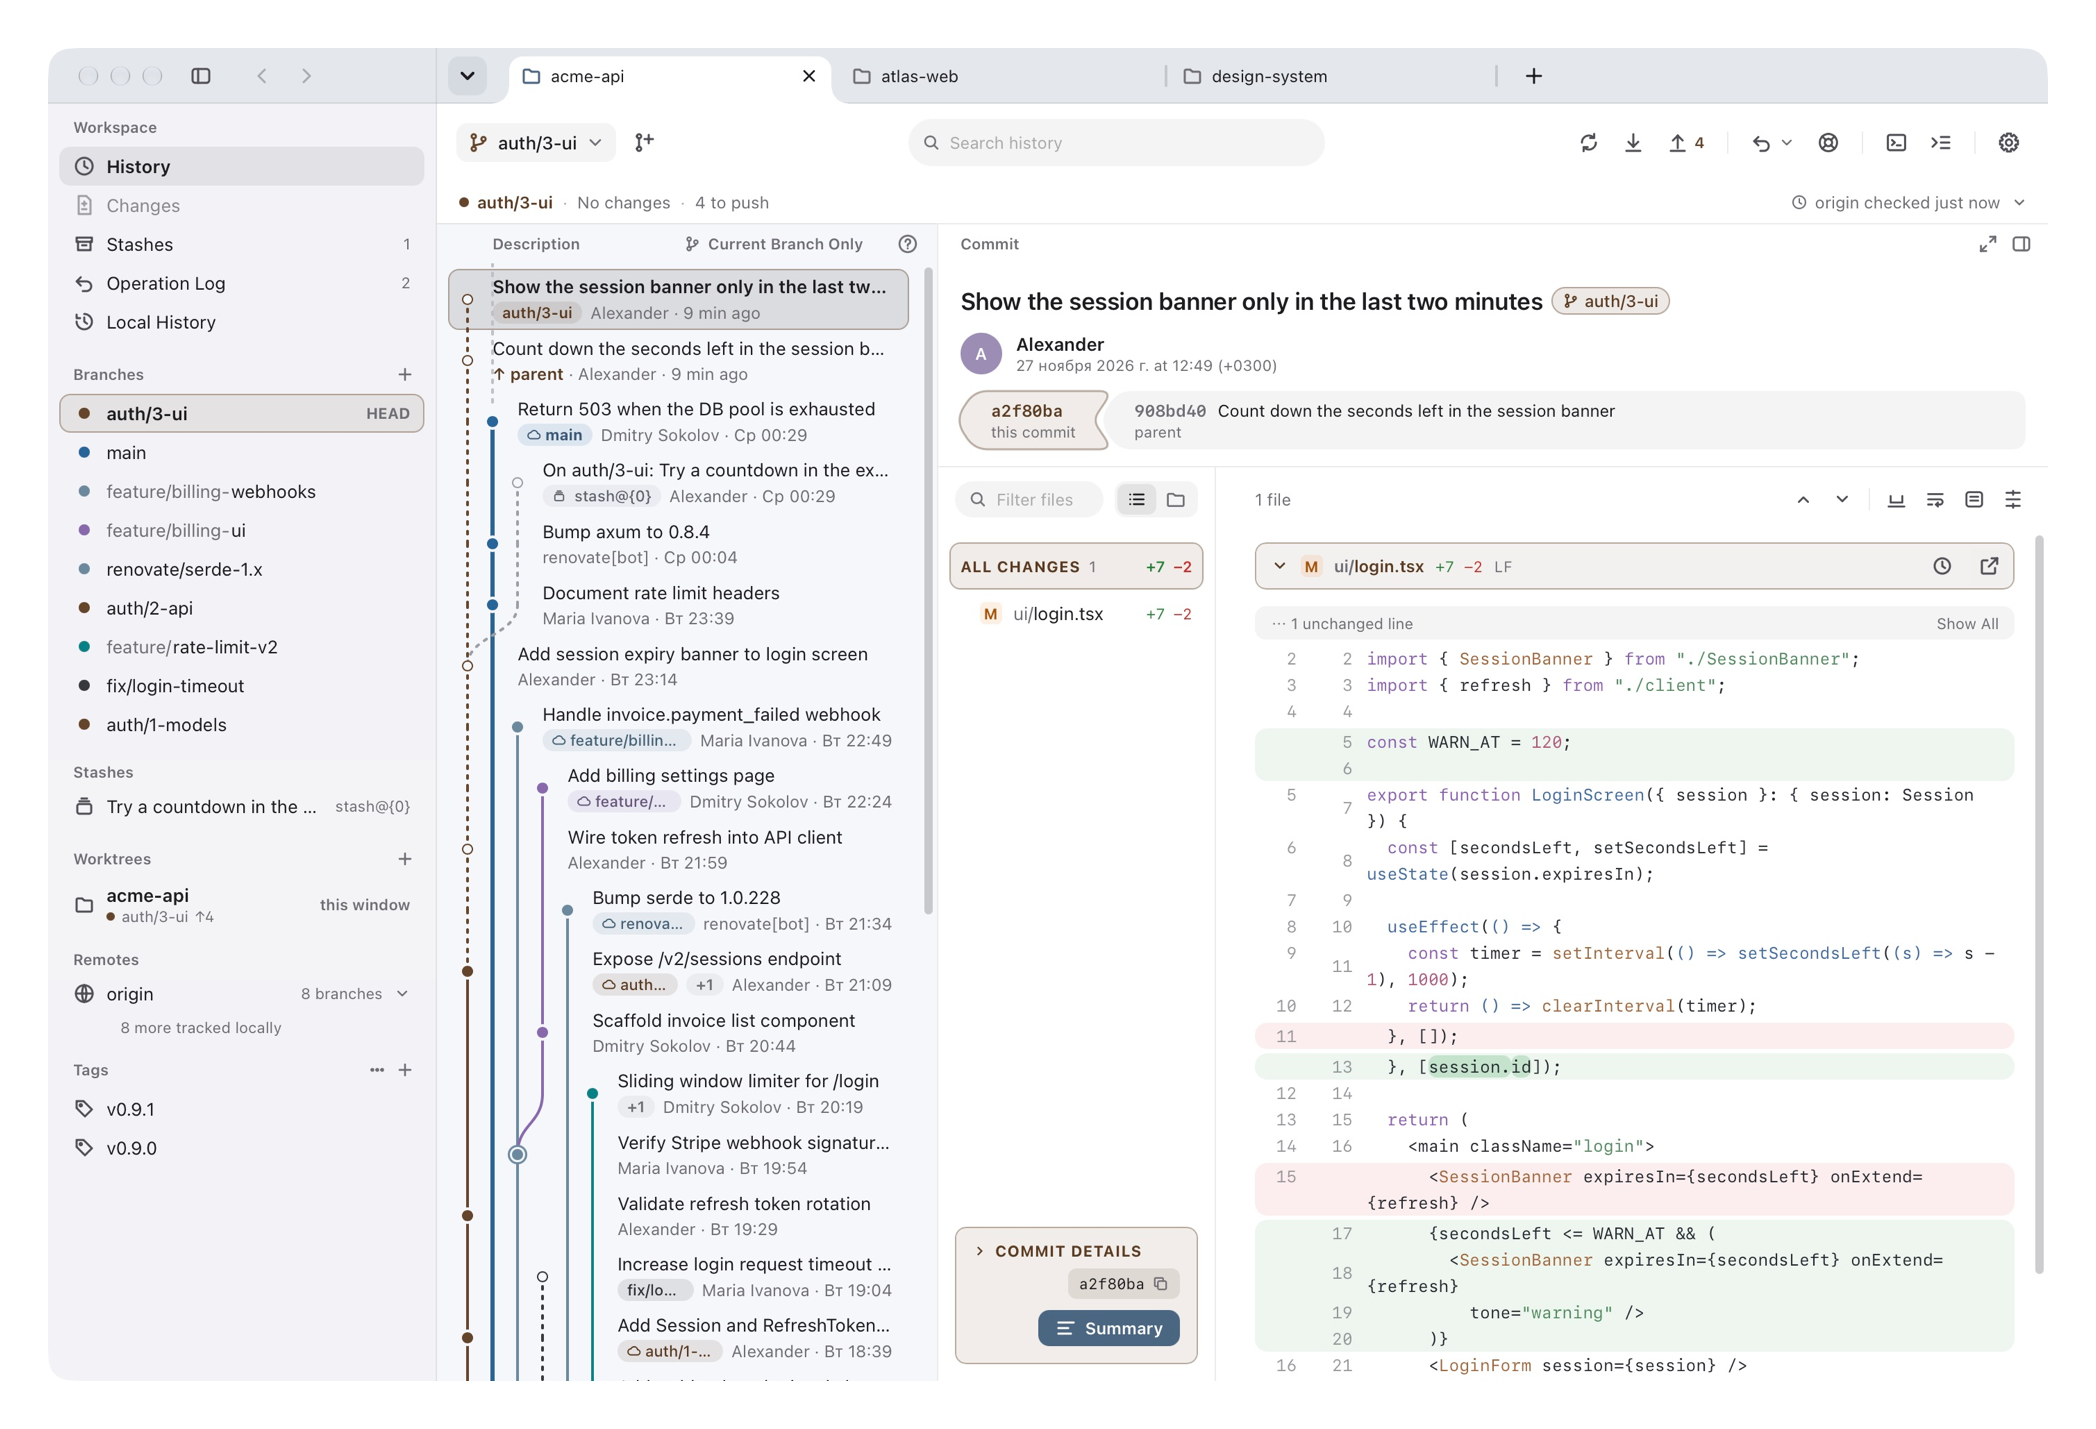 acme-api
atlas-web
design-system
Workspace
History
Changes
Stashes 1
Operation Log 2
Local History
Branches
auth/3-ui HEAD
main
feature/billing-webhooks
feature/billing-ui
renovate/serde-1.x
auth/2-api
feature/rate-limit-v2
fix/login-timeout
auth/1-models
Stashes
Try a countdown in the ... stash@{0}
Worktrees
acme-api
auth/3-ui ↑4
this window
Remotes
origin 8 branches
8 more tracked locally
Tags
v0.9.1
v0.9.0
auth/3-ui
Search history
4
auth/3-ui · No changes · 4 to push
origin checked just now
Description
Current Branch Only
Show the session banner only in the last tw...
auth/3-ui Alexander · 9 min ago
Count down the seconds left in the session b...
↑ parent · Alexander · 9 min ago
Return 503 when the DB pool is exhausted
main Dmitry Sokolov · Ср 00:29
On auth/3-ui: Try a countdown in the ex...
stash@{0} Alexander · Ср 00:29
Bump axum to 0.8.4
renovate[bot] · Ср 00:04
Document rate limit headers
Maria Ivanova · Вт 23:39
Add session expiry banner to login screen
Alexander · Вт 23:14
Handle invoice.payment_failed webhook
feature/billin... Maria Ivanova · Вт 22:49
Add billing settings page
feature/... Dmitry Sokolov · Вт 22:24
Wire token refresh into API client
Alexander · Вт 21:59
Bump serde to 1.0.228
renova... renovate[bot] · Вт 21:34
Expose /v2/sessions endpoint
auth... +1 Alexander · Вт 21:09
Scaffold invoice list component
Dmitry Sokolov · Вт 20:44
Sliding window limiter for /login
+1 Dmitry Sokolov · Вт 20:19
Verify Stripe webhook signatur...
Maria Ivanova · Вт 19:54
Validate refresh token rotation
Alexander · Вт 19:29
Increase login request timeout ...
fix/lo... Maria Ivanova · Вт 19:04
Add Session and RefreshToken...
auth/1-... Alexander · Вт 18:39
Commit
Show the session banner only in the last two minutes auth/3-ui
A
Alexander
27 ноября 2026 г. at 12:49 (+0300)
a2f80ba
this commit
908bd40 Count down the seconds left in the session banner
parent
Filter files
ALL CHANGES 1 +7 −2
M ui/login.tsx +7 −2
COMMIT DETAILS
a2f80ba
Summary
1 file
M ui/login.tsx +7 −2 LF
··· 1 unchanged line Show All
2 2 import { SessionBanner } from "./SessionBanner";
3 3 import { refresh } from "./client";
4 4
5 const WARN_AT = 120;
6
5 7 export function LoginScreen({ session }: { session: Session
}) {
6 8 const [secondsLeft, setSecondsLeft] =
useState(session.expiresIn);
7 9
8 10 useEffect(() => {
9 11 const timer = setInterval(() => setSecondsLeft((s) => s −
1), 1000);
10 12 return () => clearInterval(timer);
11 }, []);
13 }, [session.id]);
12 14
13 15 return (
14 16 <main className="login">
15 <SessionBanner expiresIn={secondsLeft} onExtend=
{refresh} />
17 {secondsLeft <= WARN_AT && (
18 <SessionBanner expiresIn={secondsLeft} onExtend=
{refresh}
19 tone="warning" />
20 )}
16 21 <LoginForm session={session} />